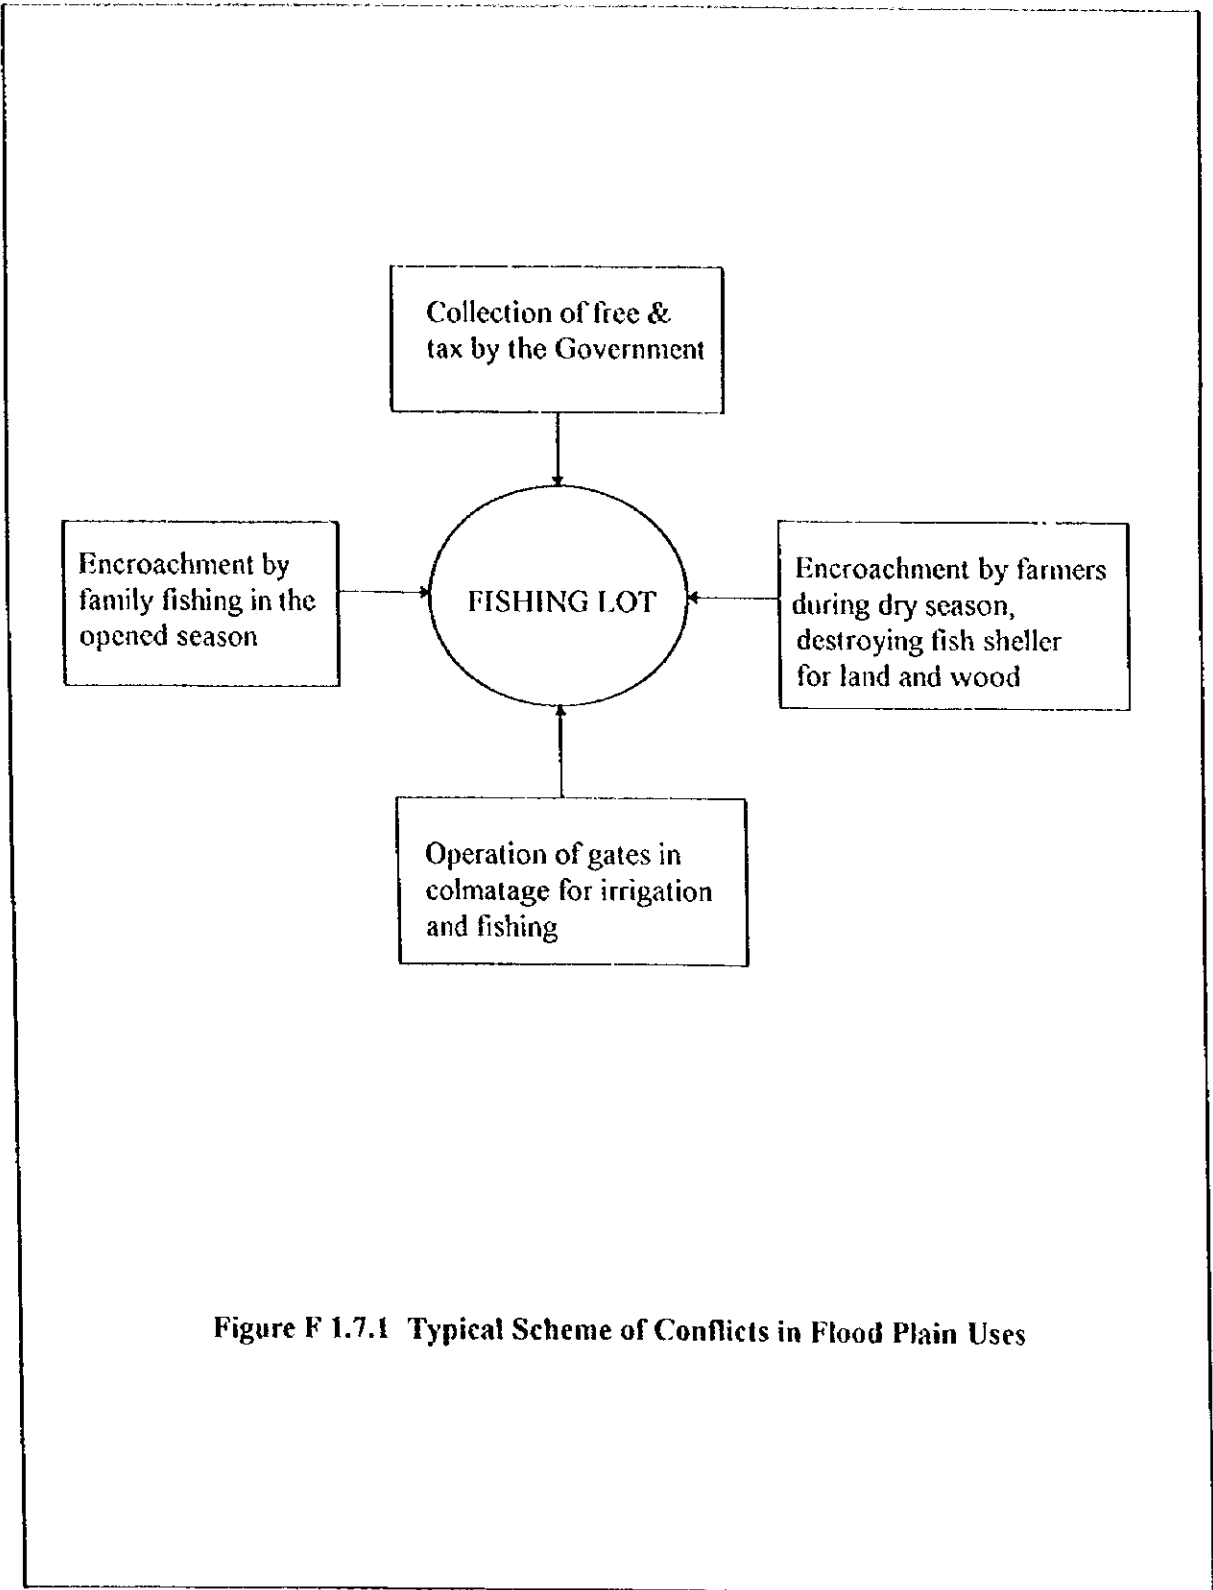 Collection of free &
tax by the Government
Encroachment by
family fishing in the
opened season
FISHING LOT
Encroachment by farmers
during dry season,
destroying fish sheller
for land and wood
Operation of gates in
colmatage for irrigation
and fishing
Figure F 1.7.1 Typical Scheme of Conflicts in Flood Plain Uses